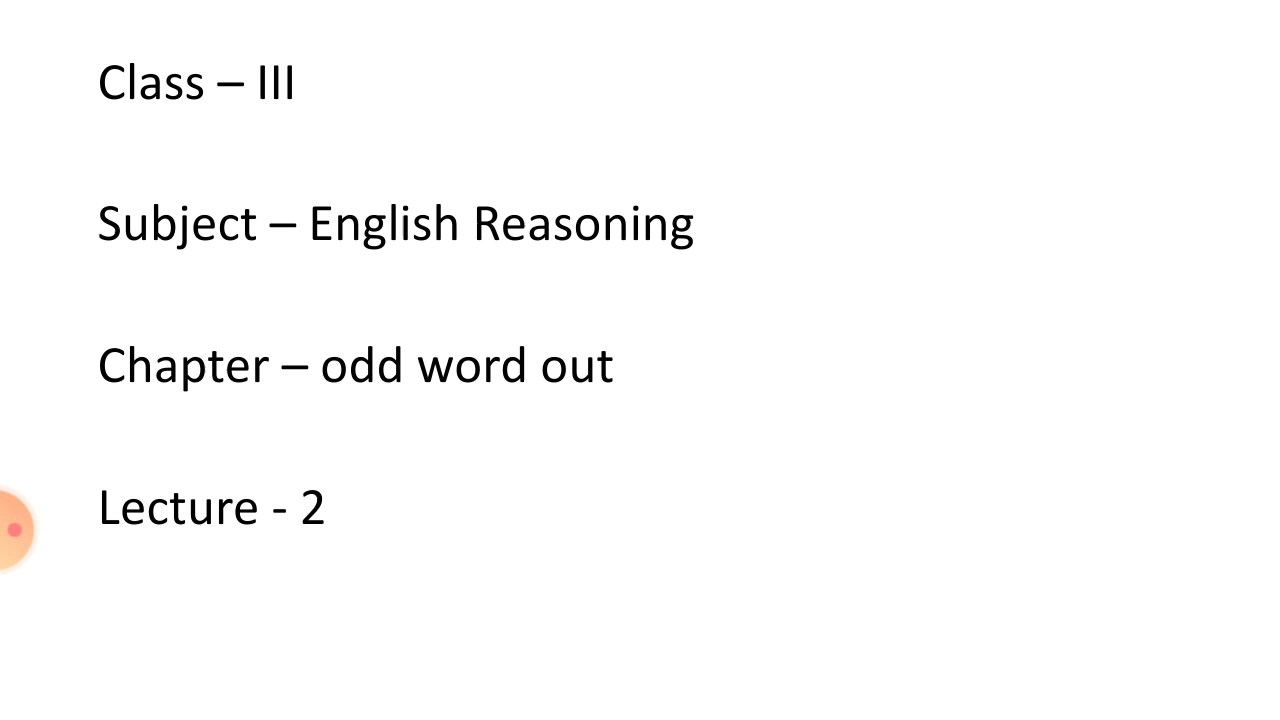 Class – III
Subject – English Reasoning
Chapter – odd word out
Lecture - 2